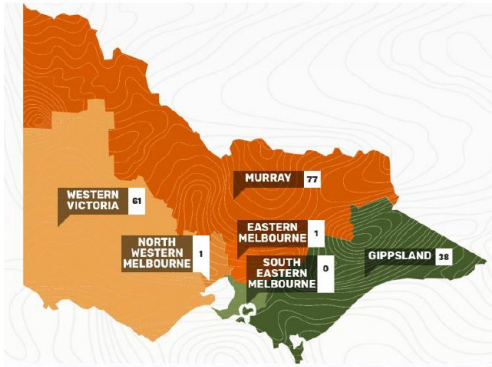 MURRAY 77
WESTERN
VICTORIA 61
EASTERN
MELBOURNE 1
NORTH
WESTERN
MELBOURNE 1
SOUTH
EASTERN
MELBOURNE 0
GIPPSLAND 38